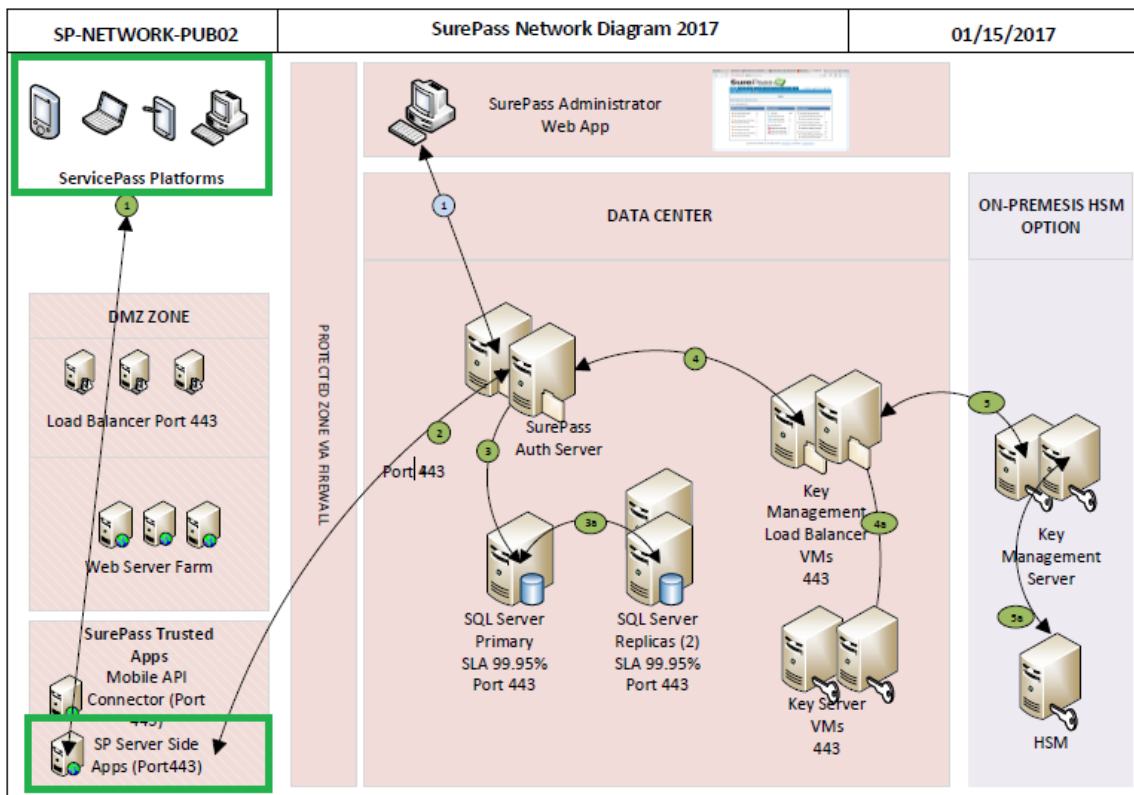 SP-NETWORK-PUB02
SurePass Network Diagram 2017
01/15/2017
ServicePass Platforms
1
SurePass Administrator
Web App
SurePass
1
DATA CENTER
ON-PREMESIS HSM
OPTION
DMZ ZONE
Load Balancer Port 443
Web Server Farm
PROTECTED ZONE VIA FIREWALL
2
Port 443
SurePass
Auth Server
3
3a
4
4a
5
5a
SQL Server
Primary
SLA 99.95%
Port 443
SQL Server
Replicas (2)
SLA 99.95%
Port 443
Key
Management
Load Balancer
VMs
443
Key Server
VMs
443
Key
Management
Server
HSM
SurePass Trusted
Apps
Mobile API
Connector (Port
443)
SP Server Side
Apps (Port443)